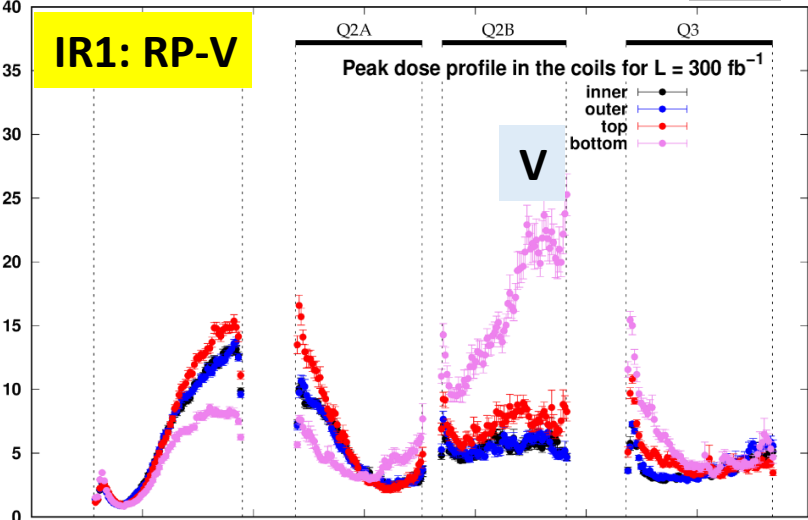 40
35
30
25
20
15
10
5
0
IR1: RP-V
Q2A
Q2B
Q3
Peak dose profile in the coils for L = 300 fb⁻¹
inner
outer
top
bottom
V